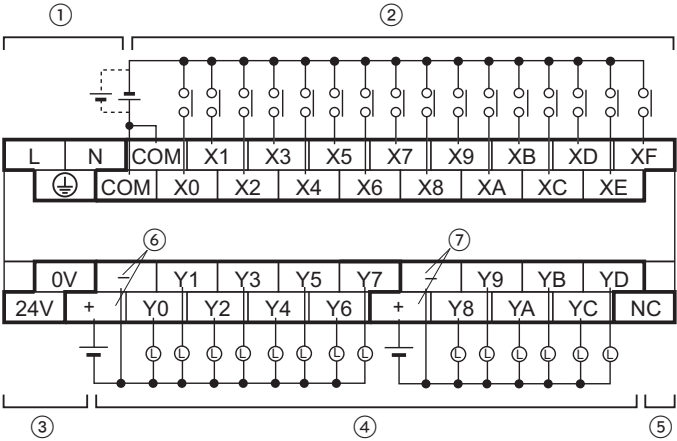 ① ②
L N COM X1 X3 X5 X7 X9 XB XD XF
COM X0 X2 X4 X6 X8 XA XC XE
⑥ ⑦
0V − Y1 Y3 Y5 Y7 − Y9 YB YD
24V + Y0 Y2 Y4 Y6 + Y8 YA YC NC
L L L L L L L L L L L L L L
③ ④ ⑤